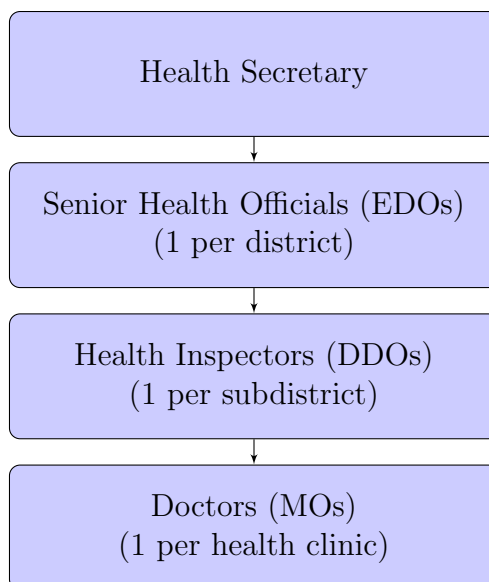 Health Secretary
Senior Health Officials (EDOs)
(1 per district)
Health Inspectors (DDOs)
(1 per subdistrict)
Doctors (MOs)
(1 per health clinic)